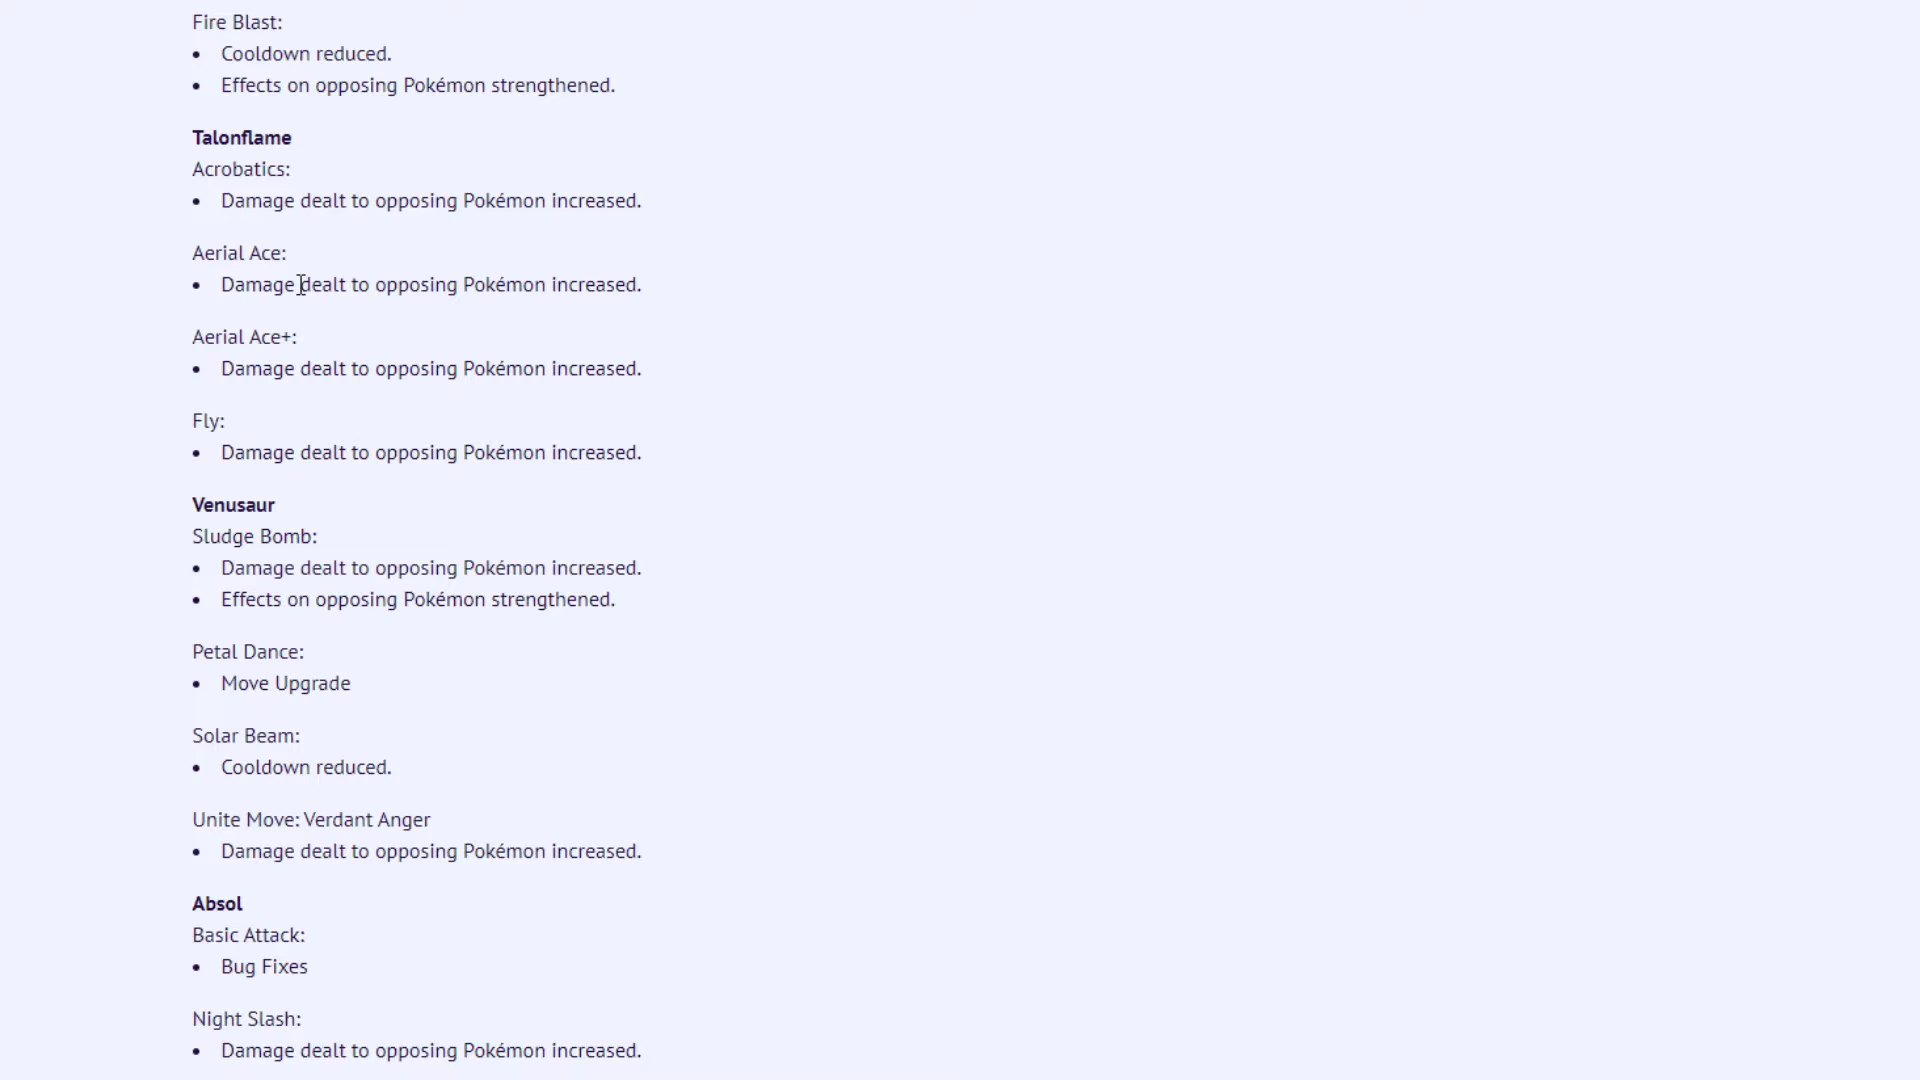 Fire Blast:
• Cooldown reduced.
• Effects on opposing Pokémon strengthened.
Talonflame
Acrobatics:
• Damage dealt to opposing Pokémon increased.
Aerial Ace:
• Damage dealt to opposing Pokémon increased.
Aerial Ace+:
• Damage dealt to opposing Pokémon increased.
Fly:
• Damage dealt to opposing Pokémon increased.
Venusaur
Sludge Bomb:
• Damage dealt to opposing Pokémon increased.
• Effects on opposing Pokémon strengthened.
Petal Dance:
• Move Upgrade
Solar Beam:
• Cooldown reduced.
Unite Move: Verdant Anger
• Damage dealt to opposing Pokémon increased.
Absol
Basic Attack:
• Bug Fixes
Night Slash:
• Damage dealt to opposing Pokémon increased.